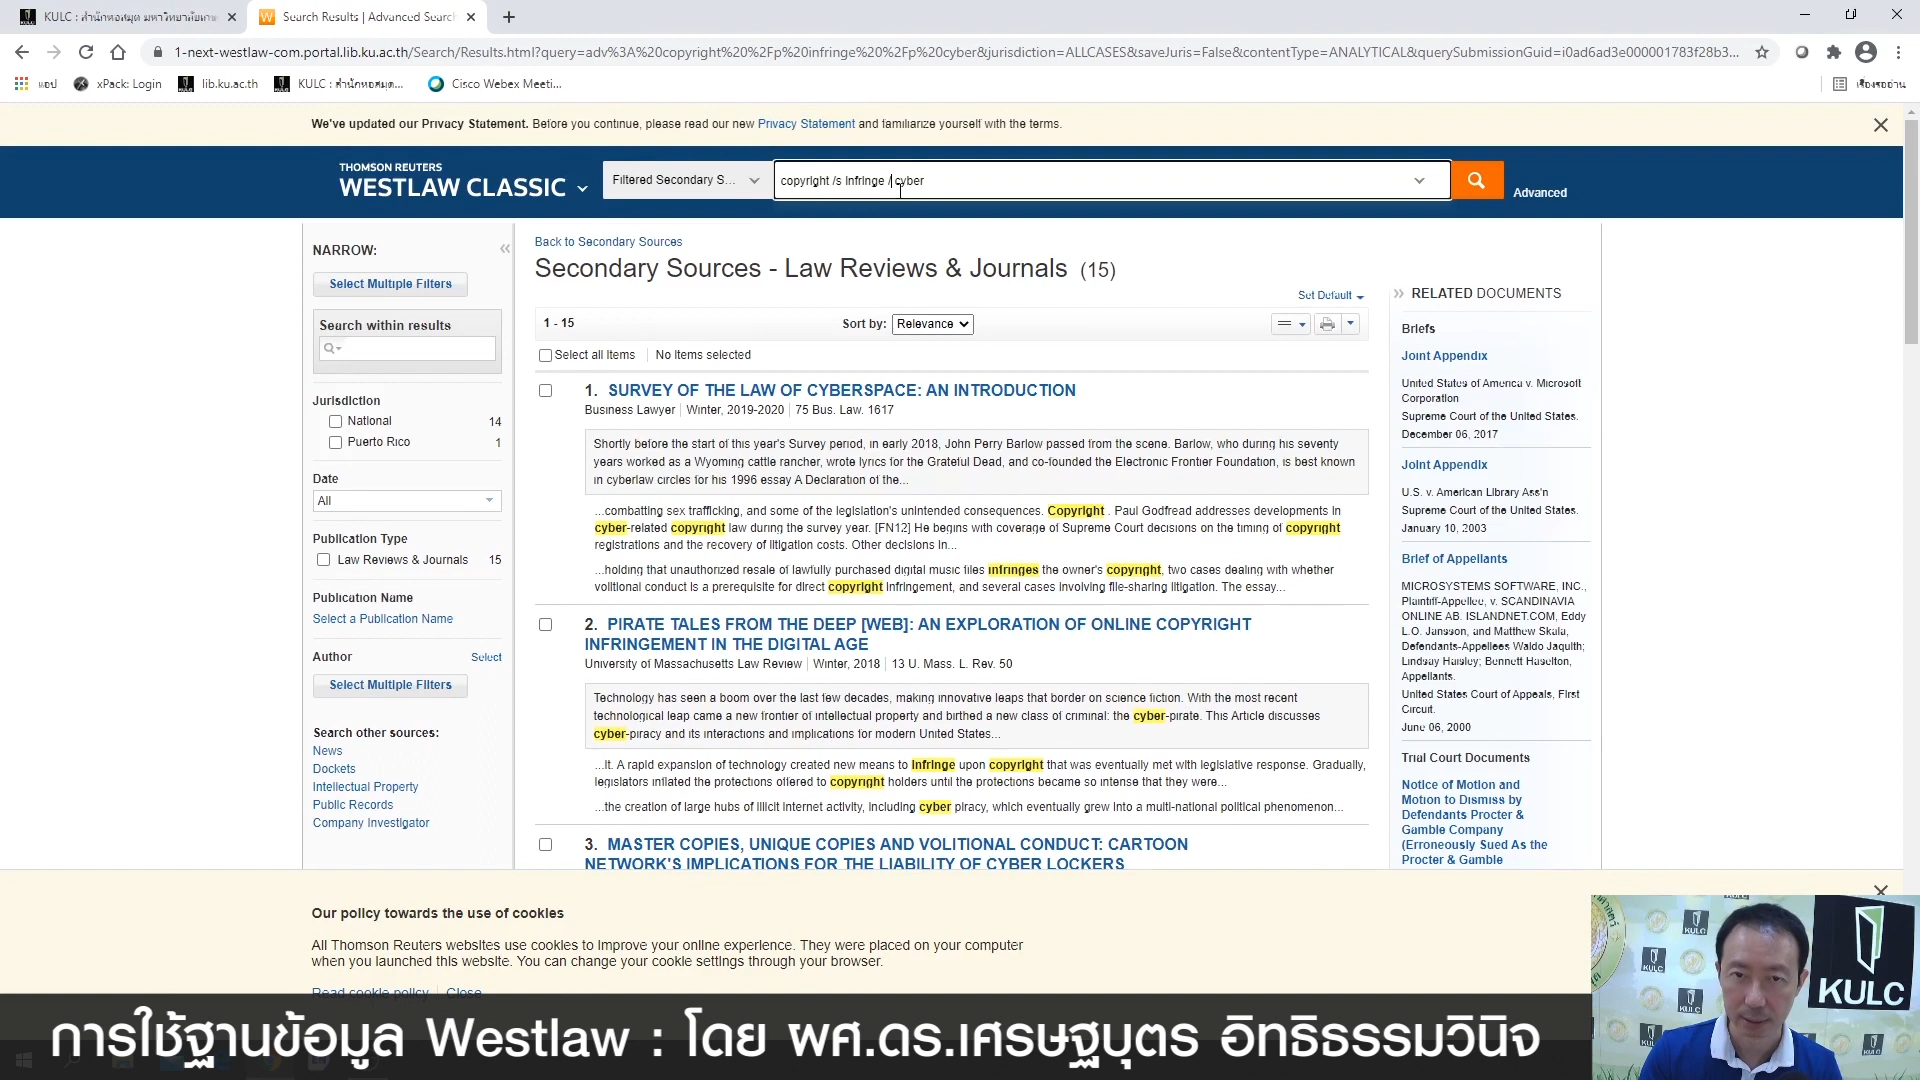 KULC : สำนักหอสมุด มหาวิทยาลัยเกษ
Search Results | Advanced Searc
1-next-westlaw-com.portal.lib.ku.ac.th/Search/Results.html?query=adv%3A%20copyright%20%2Fp%20infringe%20%2Fp%20cyber&jurisdiction=ALLCASES&saveJuris=False&contentType=ANALYTICAL&querySubmissionGuid=i0ad6ad3e000001783f28b3...
แอป
xPack: Login
lib.ku.ac.th
KULC : สำนักหอสมุด...
Cisco Webex Meeti...
We've updated our Privacy Statement. Before you continue, please read our new Privacy Statement and familiarize yourself with the terms.
THOMSON REUTERS
WESTLAW CLASSIC
Filtered Secondary S...
copyright /s infringe / cyber
Advanced
NARROW:
Select Multiple Filters
Search within results
Jurisdiction
National 14
Puerto Rico 1
Date
All
Publication Type
Law Reviews & Journals 15
Publication Name
Select a Publication Name
Author Select
Select Multiple Filters
Search other sources:
News
Dockets
Intellectual Property
Public Records
Company Investigator
Back to Secondary Sources
Secondary Sources - Law Reviews & Journals (15)
Set Default
1 - 15
Sort by: Relevance
Select all items No items selected
1. SURVEY OF THE LAW OF CYBERSPACE: AN INTRODUCTION
Business Lawyer Winter, 2019-2020 75 Bus. Law. 1617
Shortly before the start of this year's Survey period, in early 2018, John Perry Barlow passed from the scene. Barlow, who during his seventy
years worked as a Wyoming cattle rancher, wrote lyrics for the Grateful Dead, and co-founded the Electronic Frontier Foundation, is best known
in cyberlaw circles for his 1996 essay A Declaration of the...
...combatting sex trafficking, and some of the legislation's unintended consequences. Copyright . Paul Godfread addresses developments in
cyber-related copyright law during the survey year. [FN12] He begins with coverage of Supreme Court decisions on the timing of copyright
registrations and the recovery of litigation costs. Other decisions in...
...holding that unauthorized resale of lawfully purchased digital music files infringes the owner's copyright, two cases dealing with whether
volitional conduct is a prerequisite for direct copyright infringement, and several cases involving file-sharing litigation. The essay...
2. PIRATE TALES FROM THE DEEP [WEB]: AN EXPLORATION OF ONLINE COPYRIGHT
INFRINGEMENT IN THE DIGITAL AGE
University of Massachusetts Law Review Winter, 2018 13 U. Mass. L. Rev. 50
Technology has seen a boom over the last few decades, making innovative leaps that border on science fiction. With the most recent
technological leap came a new frontier of intellectual property and birthed a new class of criminal: the cyber-pirate. This Article discusses
cyber-piracy and its interactions and implications for modern United States...
...it. A rapid expansion of technology created new means to infringe upon copyright that was eventually met with legislative response. Gradually,
legislators inflated the protections offered to copyright holders until the protections became so intense that they were...
...the creation of large hubs of illicit internet activity, including cyber piracy, which eventually grew into a multi-national political phenomenon...
3. MASTER COPIES, UNIQUE COPIES AND VOLITIONAL CONDUCT: CARTOON
NETWORK'S IMPLICATIONS FOR THE LIABILITY OF CYBER LOCKERS
RELATED DOCUMENTS
Briefs
Joint Appendix
United States of America v. Microsoft
Corporation
Supreme Court of the United States.
December 06, 2017
Joint Appendix
U.S. v. American Library Ass'n
Supreme Court of the United States.
January 10, 2003
Brief of Appellants
MICROSYSTEMS SOFTWARE, INC.,
Plaintiff-Appellee, v. SCANDINAVIA
ONLINE AB. ISLANDNET.COM, Eddy
L.O. Jansson, and Matthew Skala,
Defendants-Appellees Waldo Jaquith;
Lindsay Haisley; Bennett Haselton,
Appellants.
United States Court of Appeals, First
Circuit.
June 06, 2000
Trial Court Documents
Notice of Motion and
Motion to Dismiss by
Defendants Procter &
Gamble Company
(Erroneously Sued As the
Procter & Gamble
Our policy towards the use of cookies
All Thomson Reuters websites use cookies to improve your online experience. They were placed on your computer
when you launched this website. You can change your cookie settings through your browser.
Read cookie policy Close
KULC
KULC
KULC
การใช้ฐานข้อมูล Westlaw : โดย ผศ.ดร.เศรษฐบุตร อิทธิธรรมวินิจ